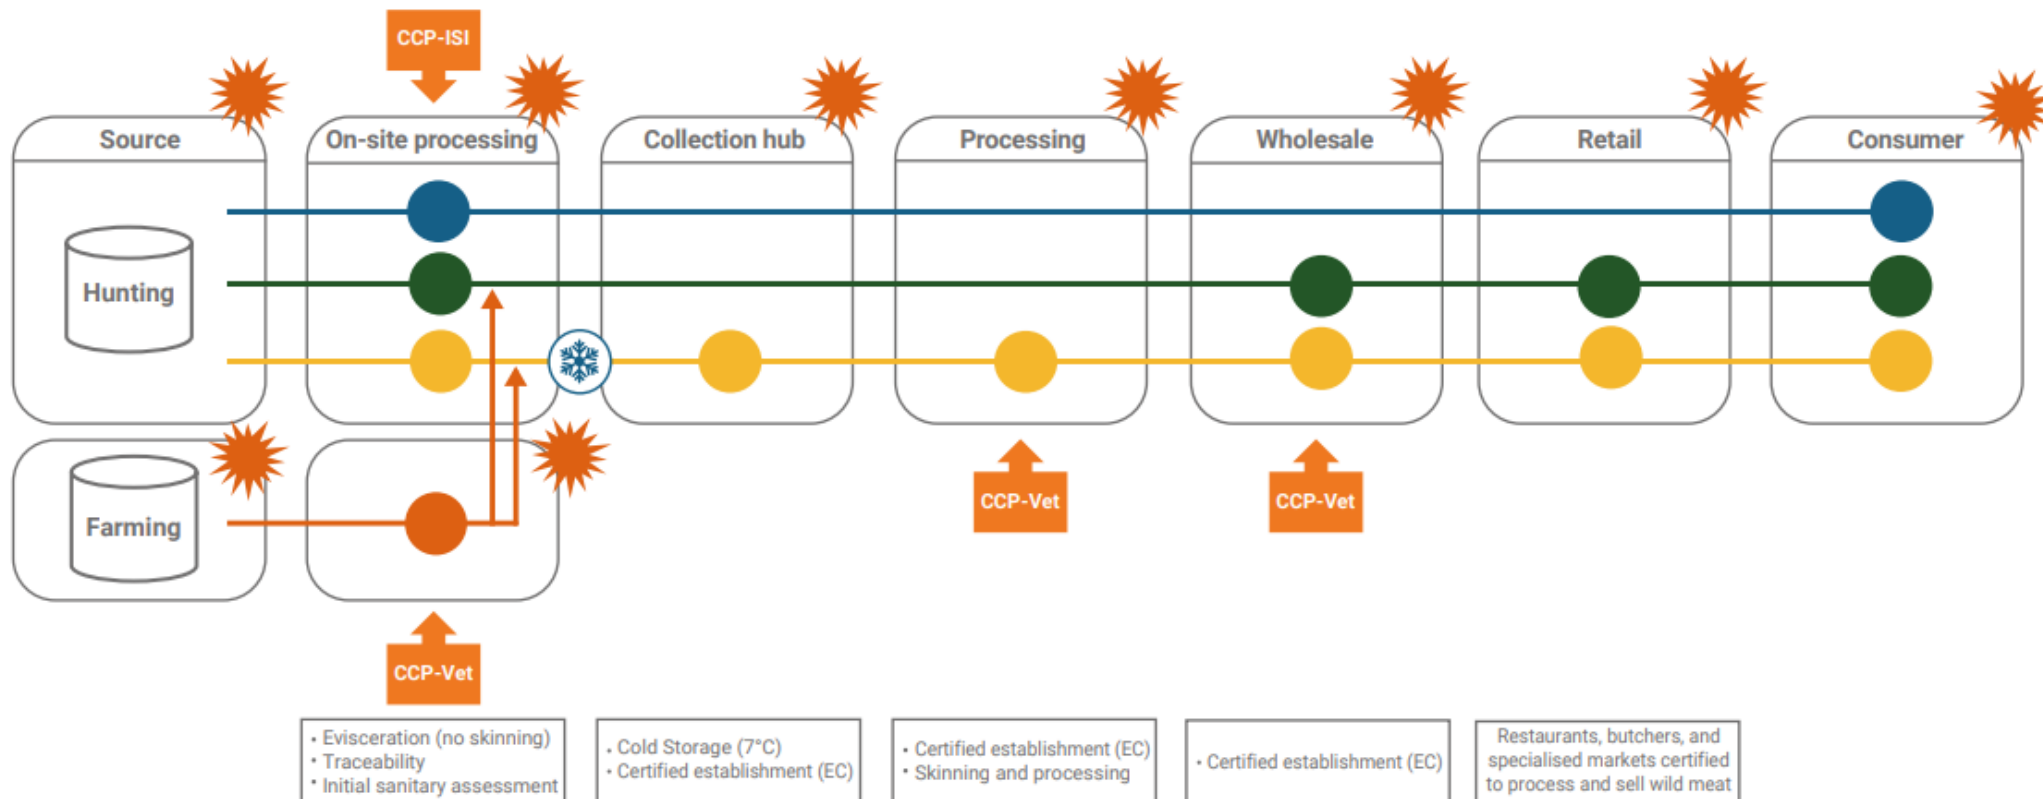 CCP-ISI
Source
On-site processing
Collection hub
Processing
Wholesale
Retail
Consumer
Hunting
Farming
CCP-Vet
CCP-Vet
CCP-Vet
• Evisceration (no skinning)
• Traceability
• Initial sanitary assessment
• Cold Storage (7°C)
• Certified establishment (EC)
• Certified establishment (EC)
• Skinning and processing
• Certified establishment (EC)
Restaurants, butchers, and
specialised markets certified
to process and sell wild meat